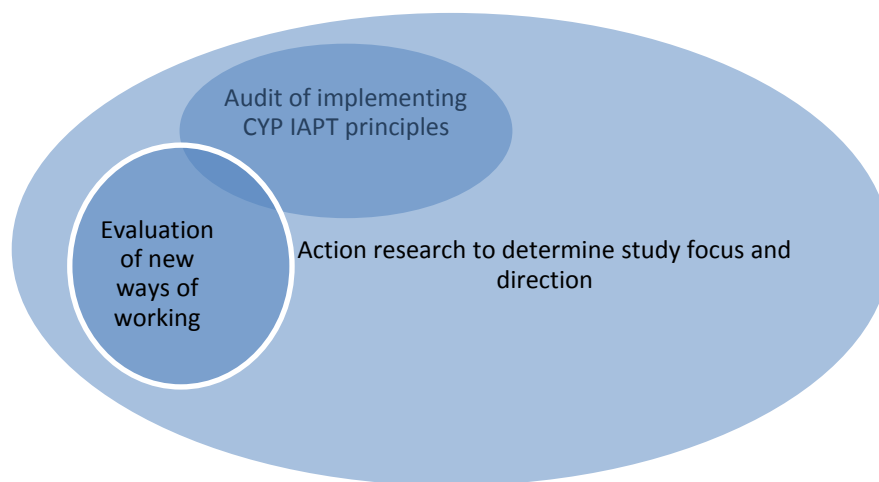 Audit of implementing
CYP IAPT principles
Evaluation
of new
ways of
working
Action research to determine study focus and
direction